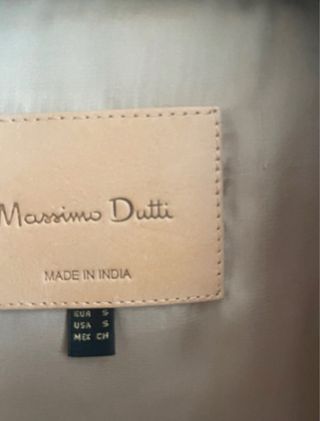 Massimo Dutti
MADE IN INDIA
EUR S
USA S
MEX CH